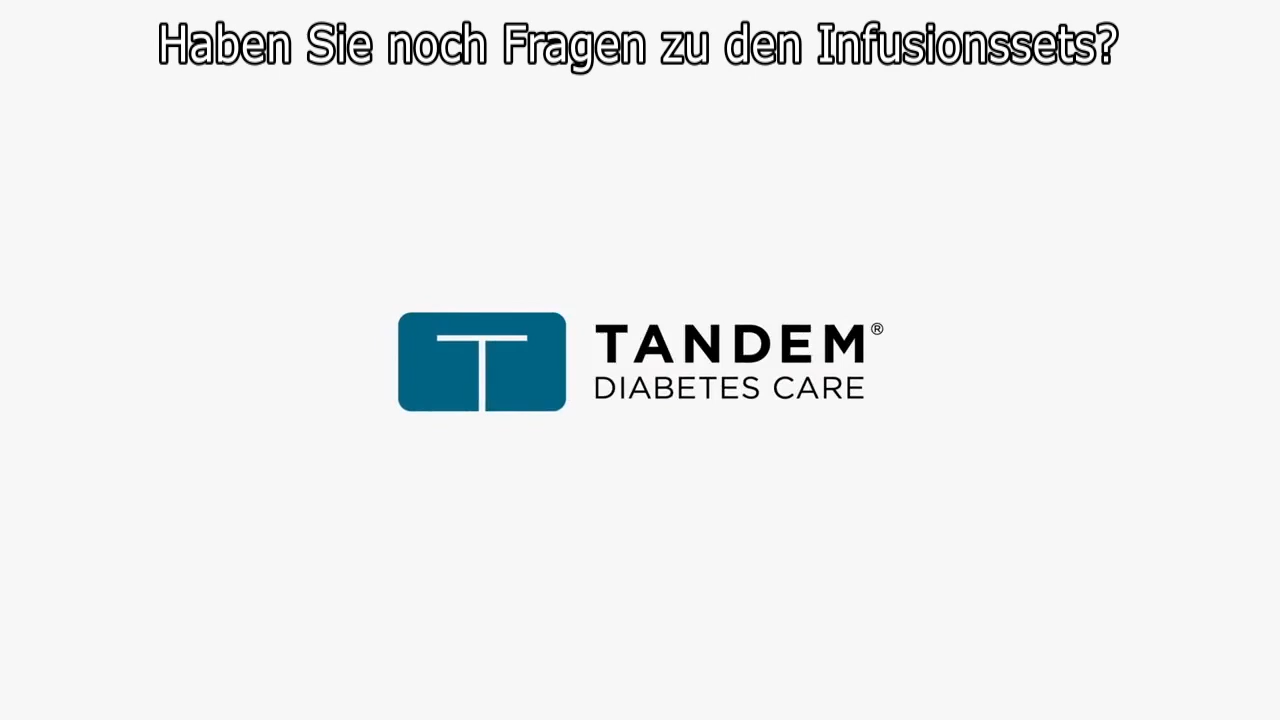 Haben Sie noch Fragen zu den Infusionssets?
T TANDEM®
DIABETES CARE